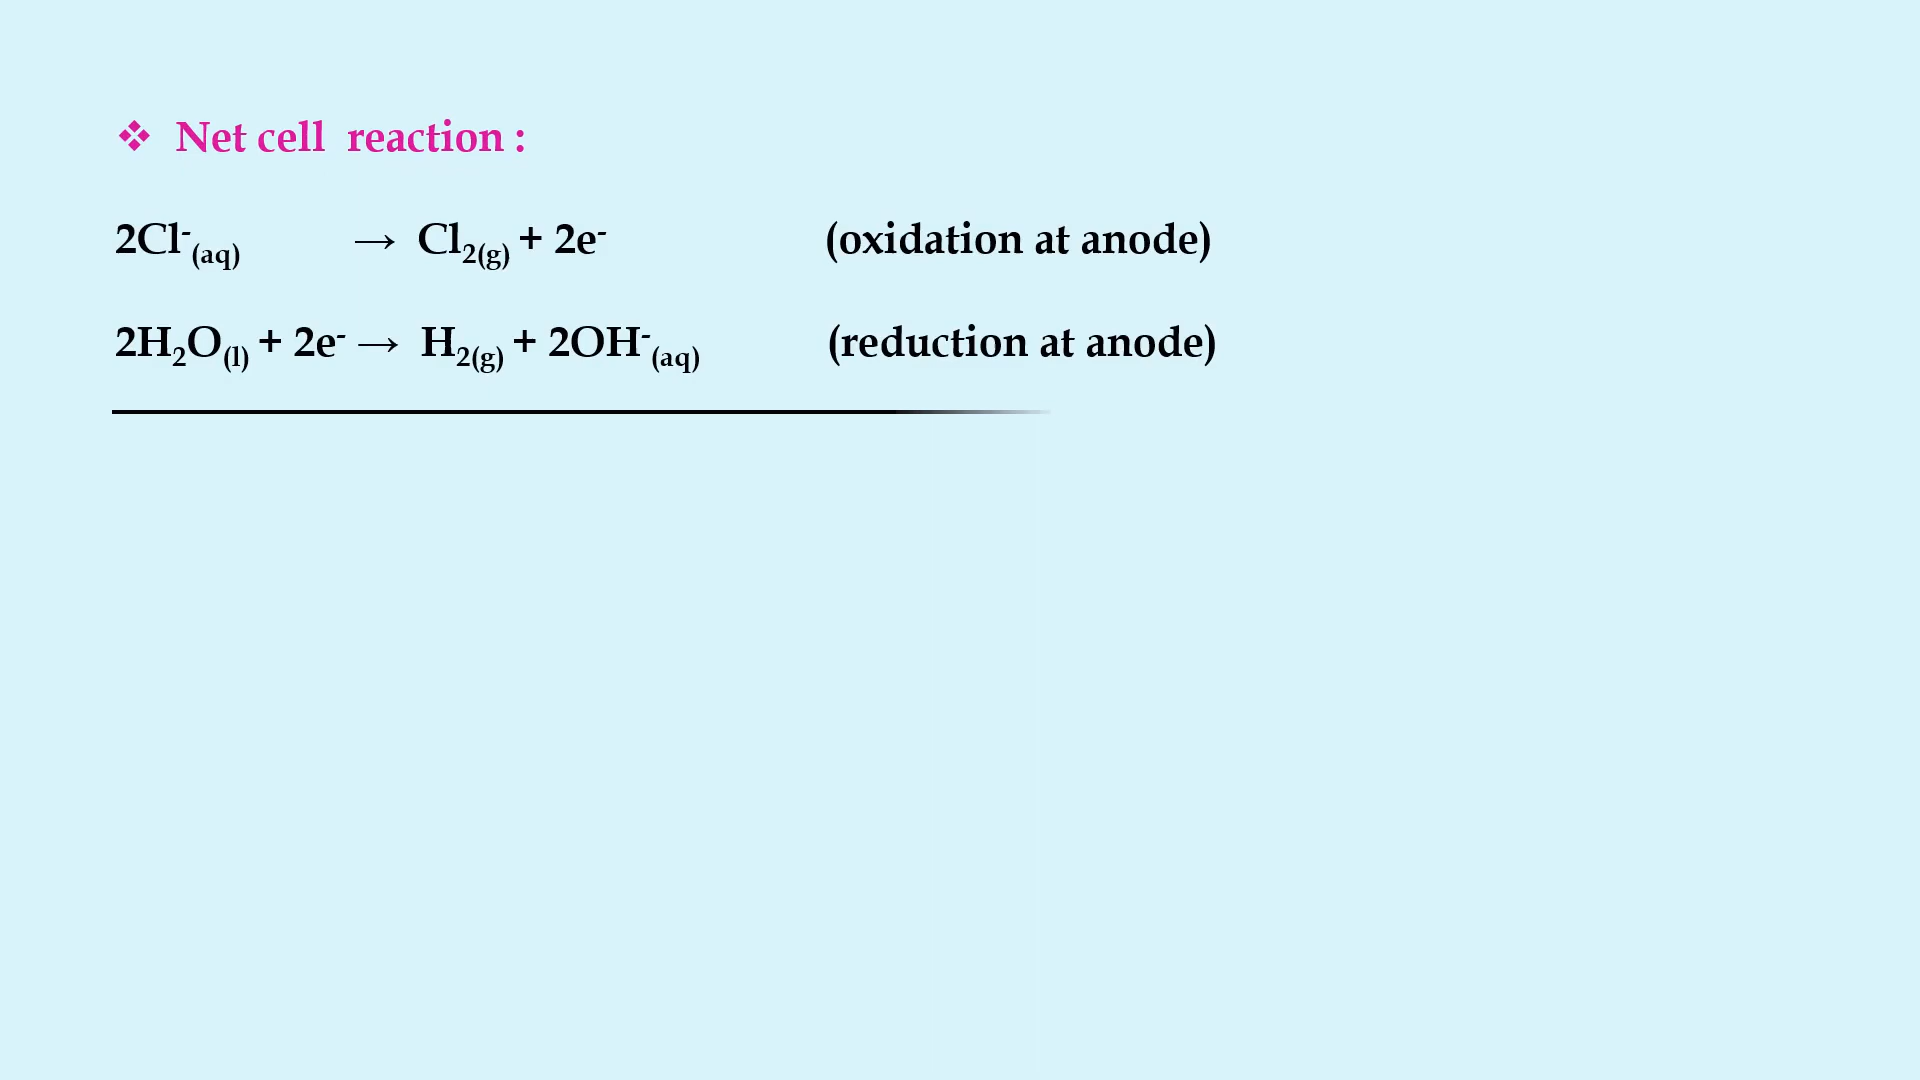 ❖ Net cell reaction :
2Cl⁻₍aq₎ → Cl₂₍g₎ + 2e⁻ (oxidation at anode)
2H₂O₍l₎ + 2e⁻ → H₂₍g₎ + 2OH⁻₍aq₎ (reduction at anode)